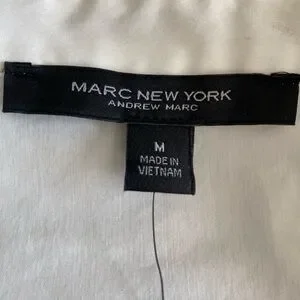 MARC NEW YORK
ANDREW MARC
M
MADE IN
VIETNAM